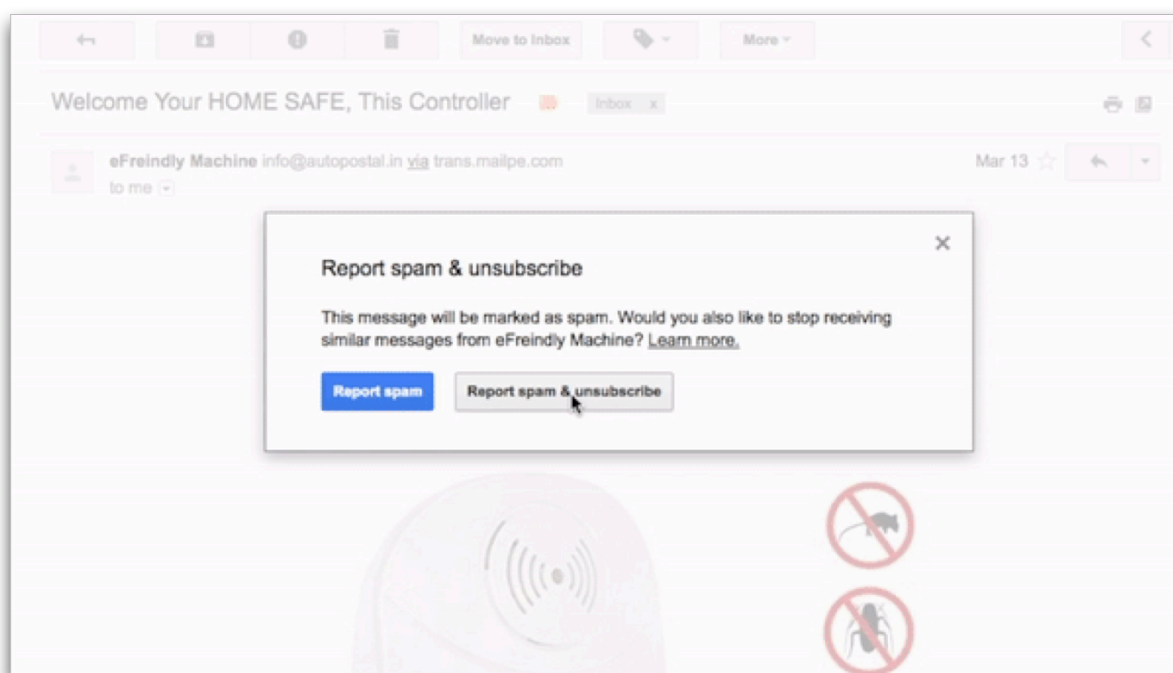 Move to Inbox
More
Welcome Your HOME SAFE, This Controller
Inbox x
eFreindly Machine info@autopostal.in via trans.mailpe.com
Mar 13
to me
Report spam & unsubscribe
This message will be marked as spam. Would you also like to stop receiving
similar messages from eFreindly Machine? Learn more.
Report spam
Report spam & unsubscribe